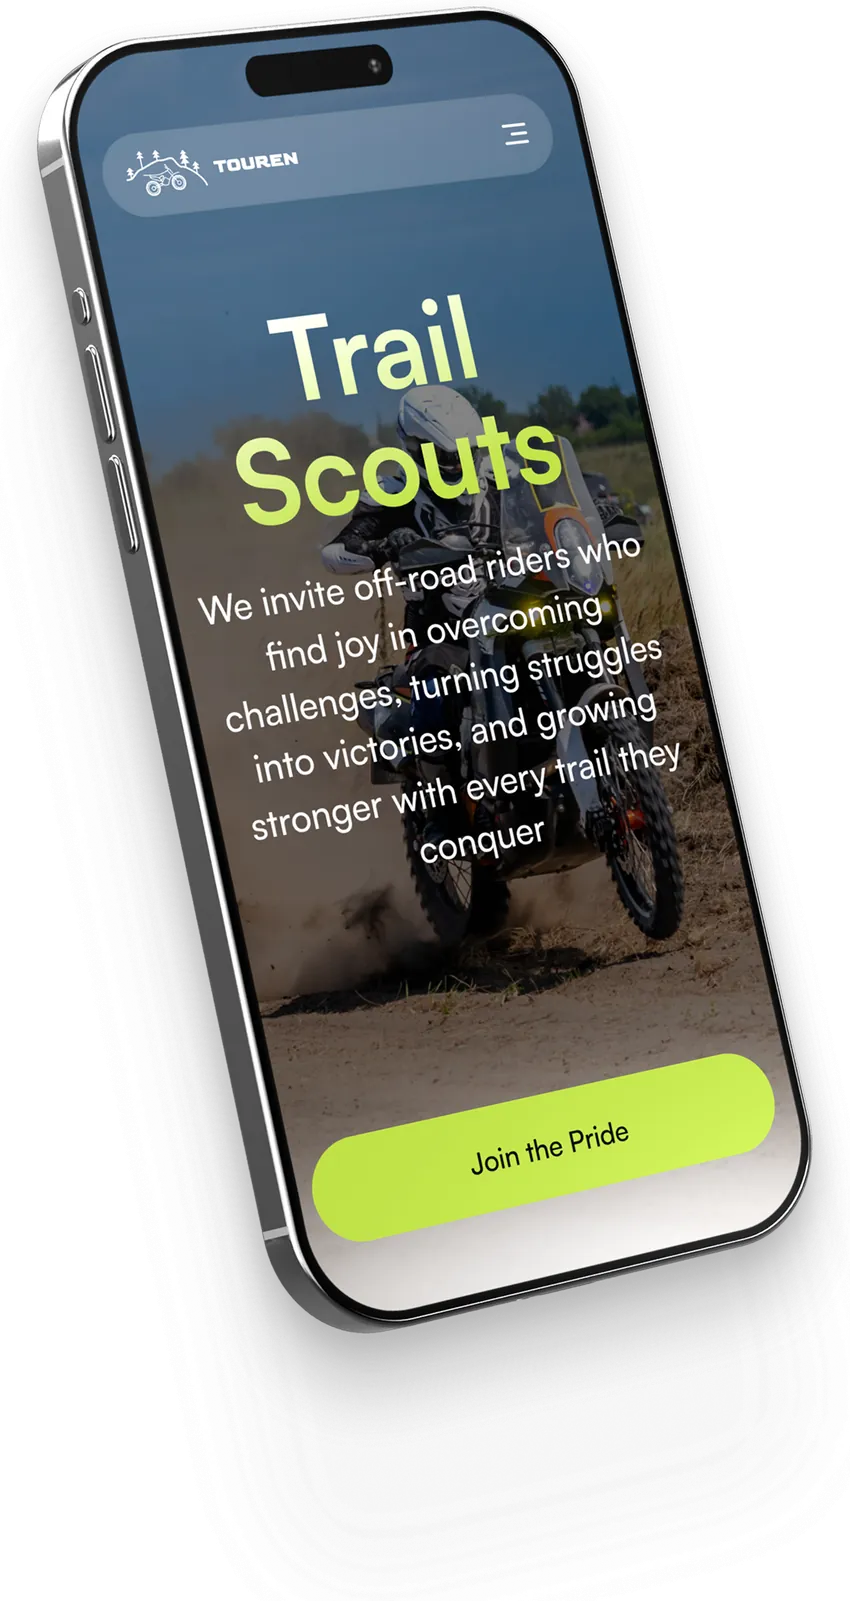 TOUREN
Trail
Scouts
We invite off-road riders who
find joy in overcoming
challenges, turning struggles
into victories, and growing
stronger with every trail they
conquer
Join the Pride